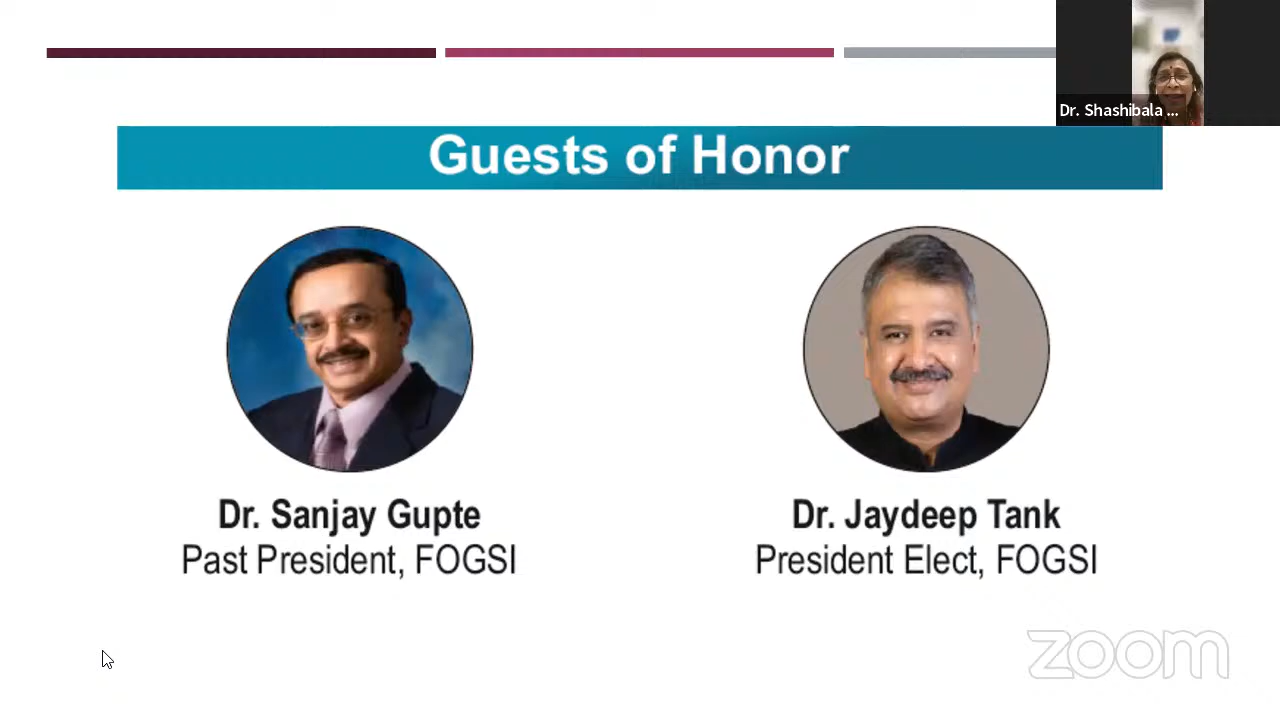 Dr. Shashibala ...
Guests of Honor
Dr. Sanjay Gupte
Past President, FOGSI
Dr. Jaydeep Tank
President Elect, FOGSI
zoom